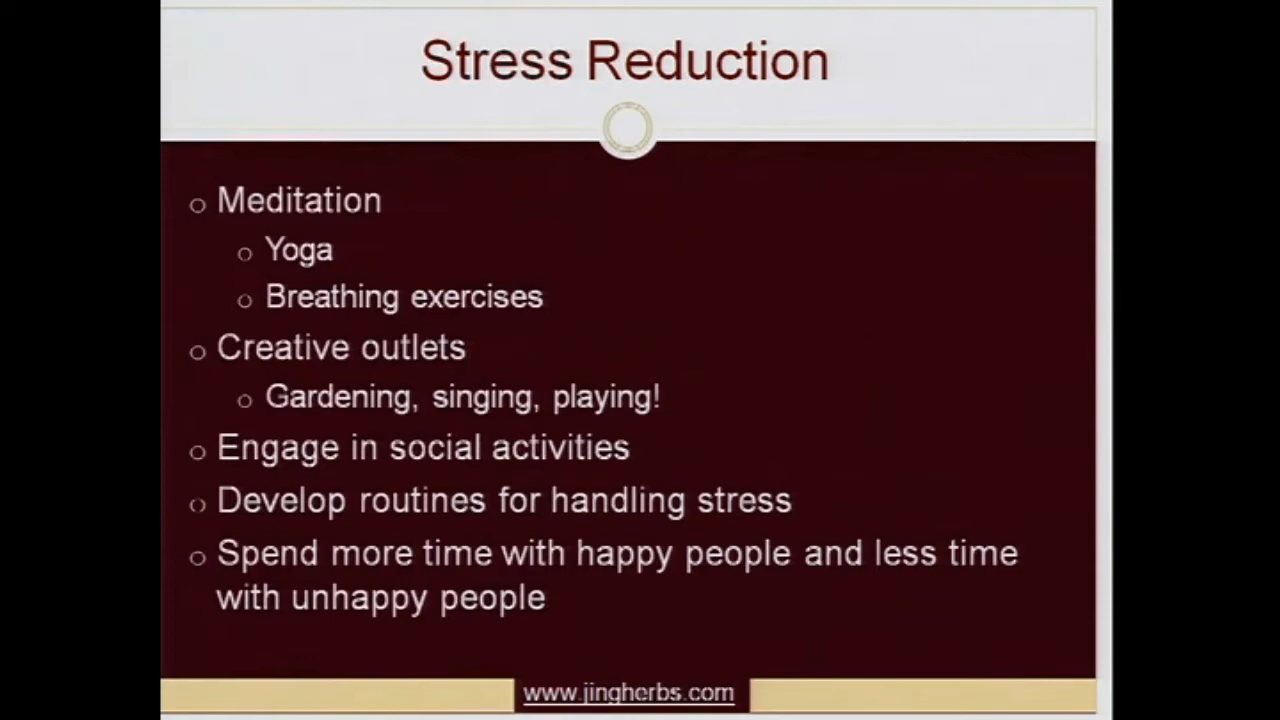 Stress Reduction
Meditation
Yoga
Breathing exercises
Creative outlets
Gardening, singing, playing!
Engage in social activities
Develop routines for handling stress
Spend more time with happy people and less time
with unhappy people
www.jingherbs.com